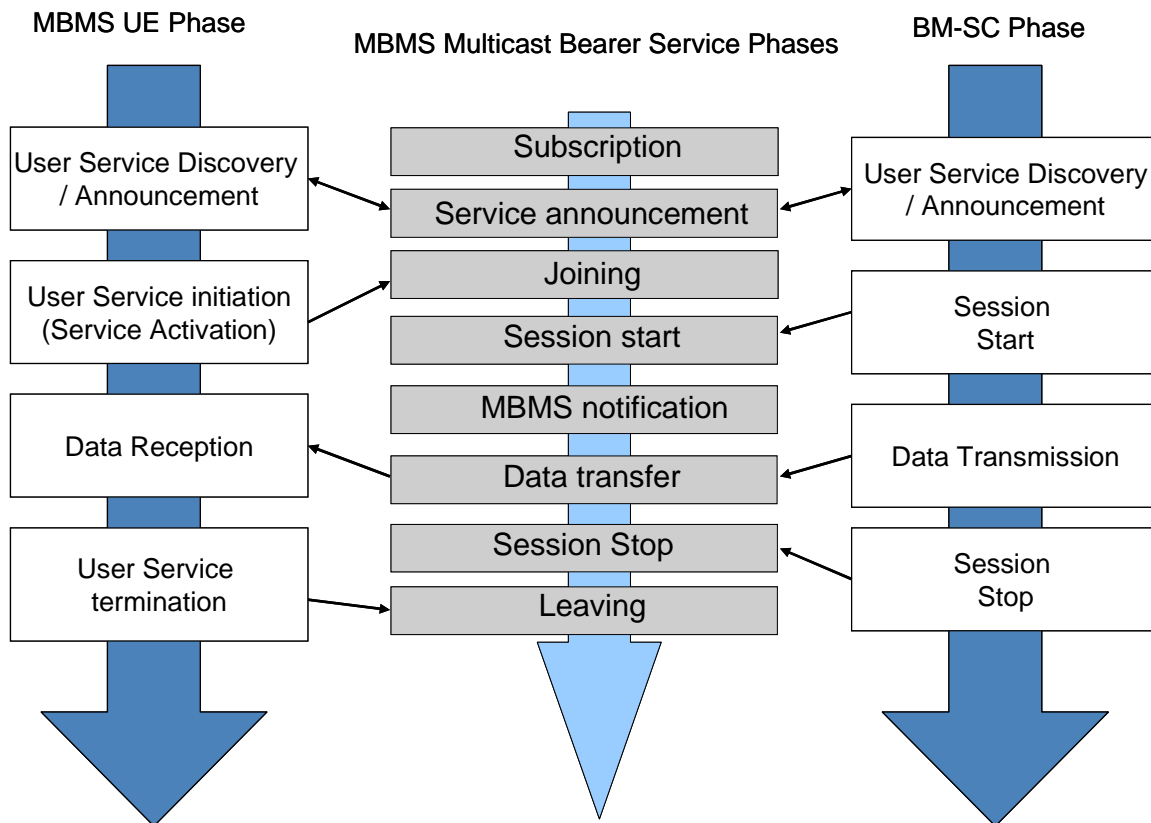 MBMS UE Phase
MBMS Multicast Bearer Service Phases
BM-SC Phase
User Service Discovery
/ Announcement
User Service initiation
(Service Activation)
Data Reception
User Service
termination
Subscription
Service announcement
Joining
Session start
MBMS notification
Data transfer
Session Stop
Leaving
User Service Discovery
/ Announcement
Session
Start
Data Transmission
Session
Stop